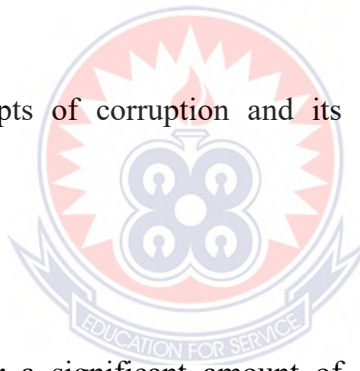 pts of corruption and its
EDUCATION FOR SERVICE
r a significant amount of